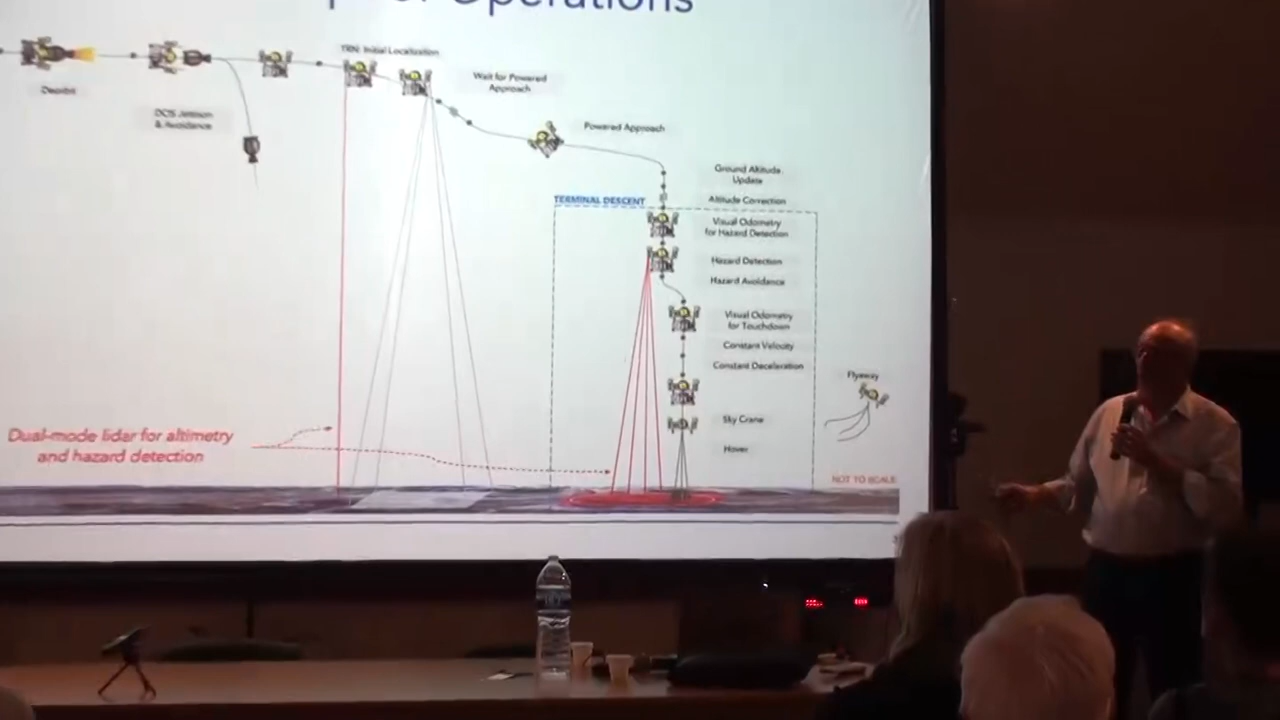 Operations
TRN: Initial Localization
Wait for Powered
Approach
Deorbit
DOS Jettison
& Avoidance
Powered Approach
Ground Altitude
Update
Altitude Correction
TERMINAL DESCENT
Visual Odometry
for Hazard Detection
Hazard Detection
Hazard Avoidance
Visual Odometry
for Touchdown
Constant Velocity
Constant Deceleration
Flyaway
Sky Crane
Hover
Dual-mode lidar for altimetry
and hazard detection
NOT TO SCALE